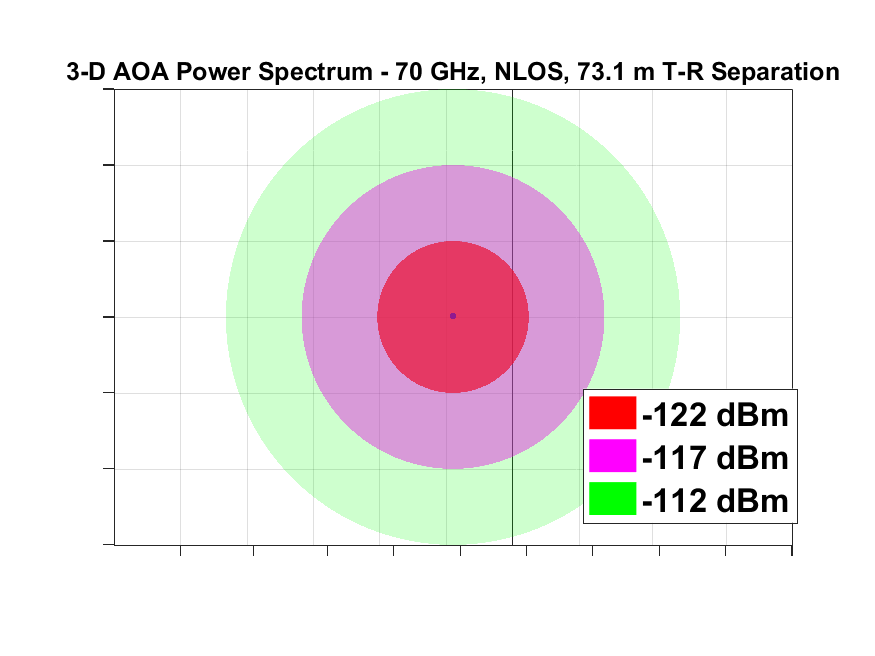 3-D AOA Power Spectrum - 70 GHz, NLOS, 73.1 m T-R Separation
-122 dBm
-117 dBm
-112 dBm